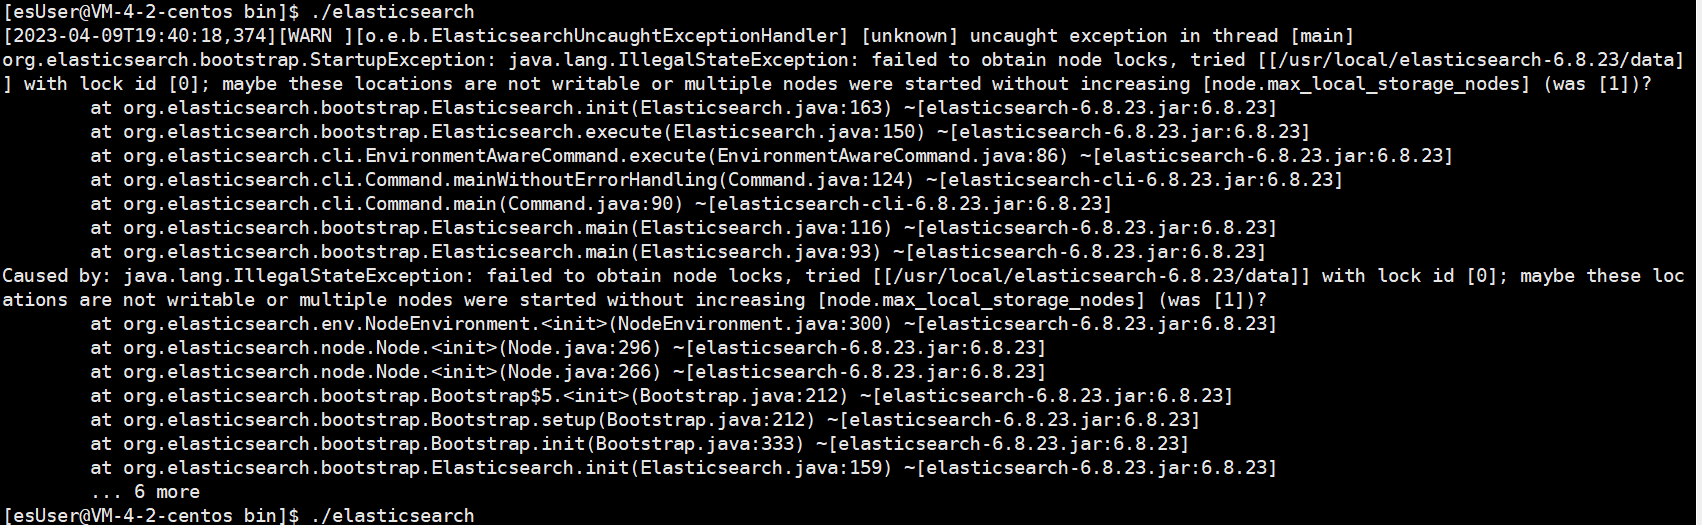 [esUser@VM-4-2-centos bin]$ ./elasticsearch
[2023-04-09T19:40:18,374][WARN ][o.e.b.ElasticsearchUncaughtExceptionHandler] [unknown] uncaught exception in thread [main]
org.elasticsearch.bootstrap.StartupException: java.lang.IllegalStateException: failed to obtain node locks, tried [[/usr/local/elasticsearch-6.8.23/data]
] with lock id [0]; maybe these locations are not writable or multiple nodes were started without increasing [node.max_local_storage_nodes] (was [1])?
        at org.elasticsearch.bootstrap.Elasticsearch.init(Elasticsearch.java:163) ~[elasticsearch-6.8.23.jar:6.8.23]
        at org.elasticsearch.bootstrap.Elasticsearch.execute(Elasticsearch.java:150) ~[elasticsearch-6.8.23.jar:6.8.23]
        at org.elasticsearch.cli.EnvironmentAwareCommand.execute(EnvironmentAwareCommand.java:86) ~[elasticsearch-6.8.23.jar:6.8.23]
        at org.elasticsearch.cli.Command.mainWithoutErrorHandling(Command.java:124) ~[elasticsearch-cli-6.8.23.jar:6.8.23]
        at org.elasticsearch.cli.Command.main(Command.java:90) ~[elasticsearch-cli-6.8.23.jar:6.8.23]
        at org.elasticsearch.bootstrap.Elasticsearch.main(Elasticsearch.java:116) ~[elasticsearch-6.8.23.jar:6.8.23]
        at org.elasticsearch.bootstrap.Elasticsearch.main(Elasticsearch.java:93) ~[elasticsearch-6.8.23.jar:6.8.23]
Caused by: java.lang.IllegalStateException: failed to obtain node locks, tried [[/usr/local/elasticsearch-6.8.23/data]] with lock id [0]; maybe these loc
ations are not writable or multiple nodes were started without increasing [node.max_local_storage_nodes] (was [1])?
        at org.elasticsearch.env.NodeEnvironment.<init>(NodeEnvironment.java:300) ~[elasticsearch-6.8.23.jar:6.8.23]
        at org.elasticsearch.node.Node.<init>(Node.java:296) ~[elasticsearch-6.8.23.jar:6.8.23]
        at org.elasticsearch.node.Node.<init>(Node.java:266) ~[elasticsearch-6.8.23.jar:6.8.23]
        at org.elasticsearch.bootstrap.Bootstrap$5.<init>(Bootstrap.java:212) ~[elasticsearch-6.8.23.jar:6.8.23]
        at org.elasticsearch.bootstrap.Bootstrap.setup(Bootstrap.java:212) ~[elasticsearch-6.8.23.jar:6.8.23]
        at org.elasticsearch.bootstrap.Bootstrap.init(Bootstrap.java:333) ~[elasticsearch-6.8.23.jar:6.8.23]
        at org.elasticsearch.bootstrap.Elasticsearch.init(Elasticsearch.java:159) ~[elasticsearch-6.8.23.jar:6.8.23]
        ... 6 more
[esUser@VM-4-2-centos bin]$ ./elasticsearch